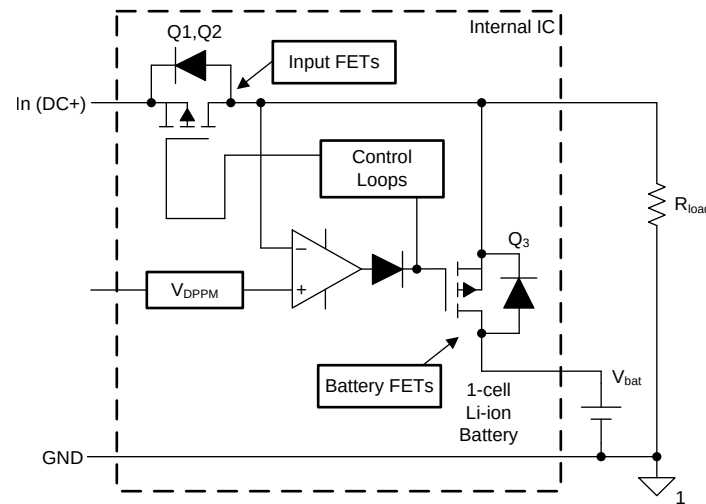 Q1,Q2
Internal IC
Input FETs
In (DC+)
Control
Loops
Rload
Q3
VDPPM
−
+
Battery FETs
1-cell
Li-ion
Battery
Vbat
GND
1